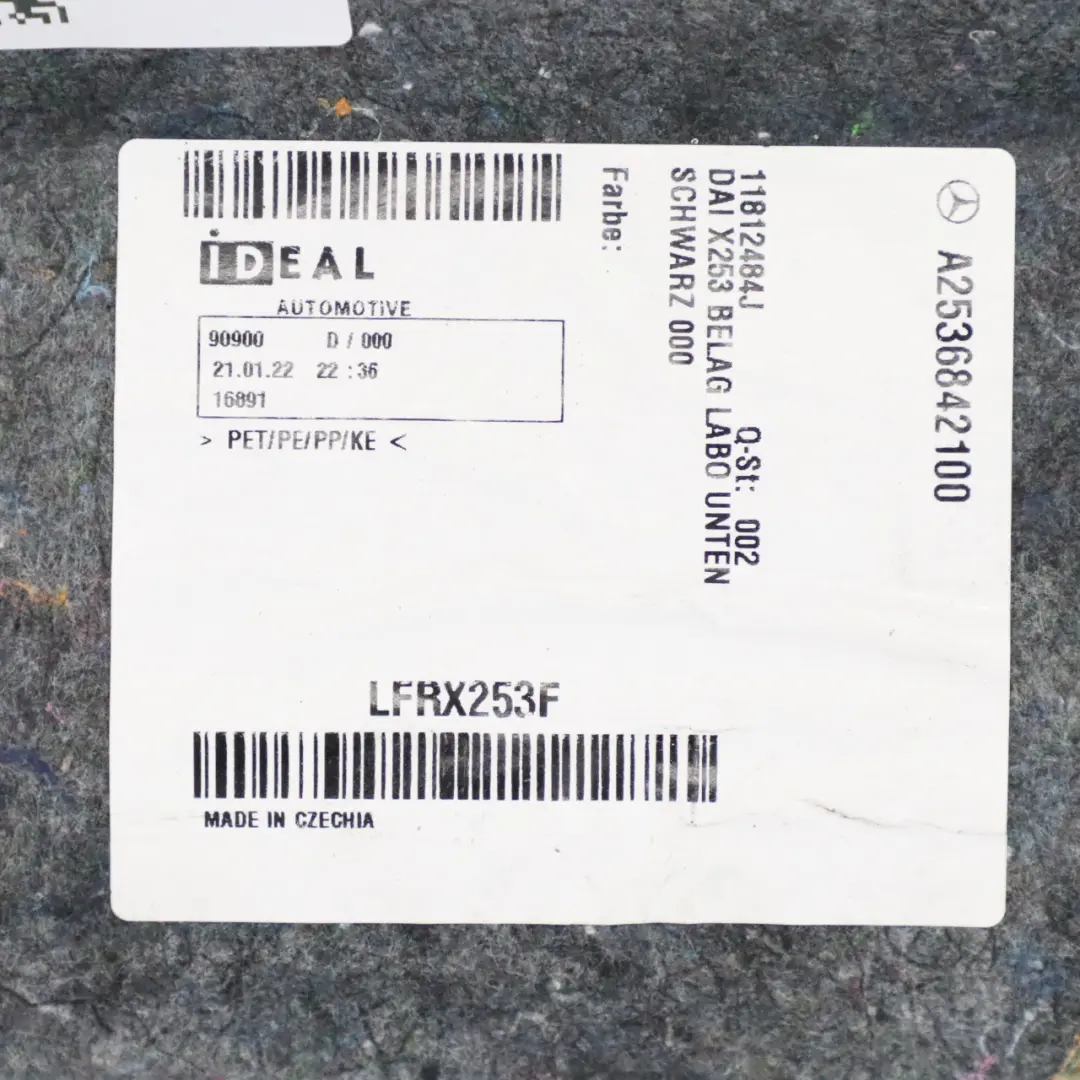 IDEAL
AUTOMOTIVE
90900 D / 000
21.01.22 22 :36
16891
> PET/PE/PP/KE <
LFRX253F
MADE IN CZECHIA
A2536842100
11812484J Q-St: 002
DAI X253 BELAG LABO UNTEN
SCHWARZ 000
Farbe: